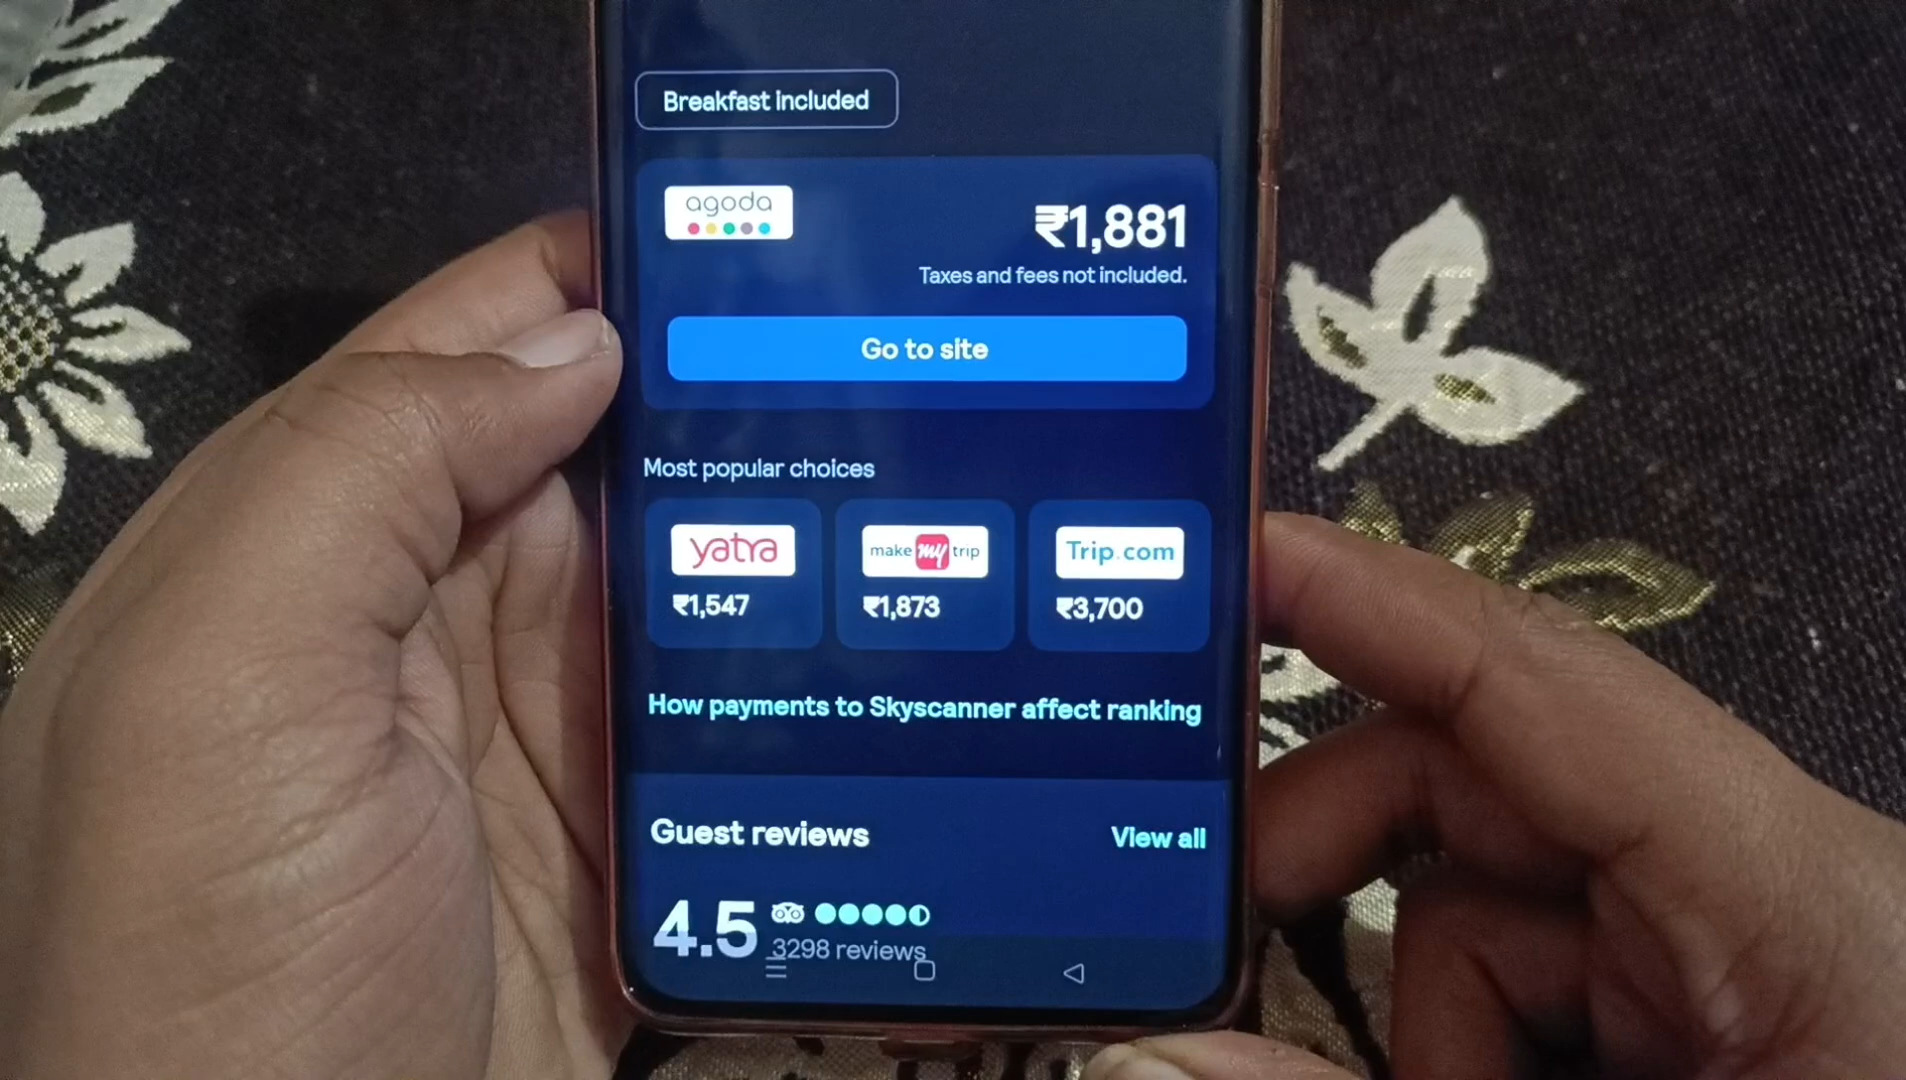 Breakfast included
agoda
₹1,881
Taxes and fees not included.
Go to site
Most popular choices
yatra
make my trip
Trip.com
₹1,547
₹1,873
₹3,700
How payments to Skyscanner affect ranking
Guest reviews
View all
4.5
3298 reviews